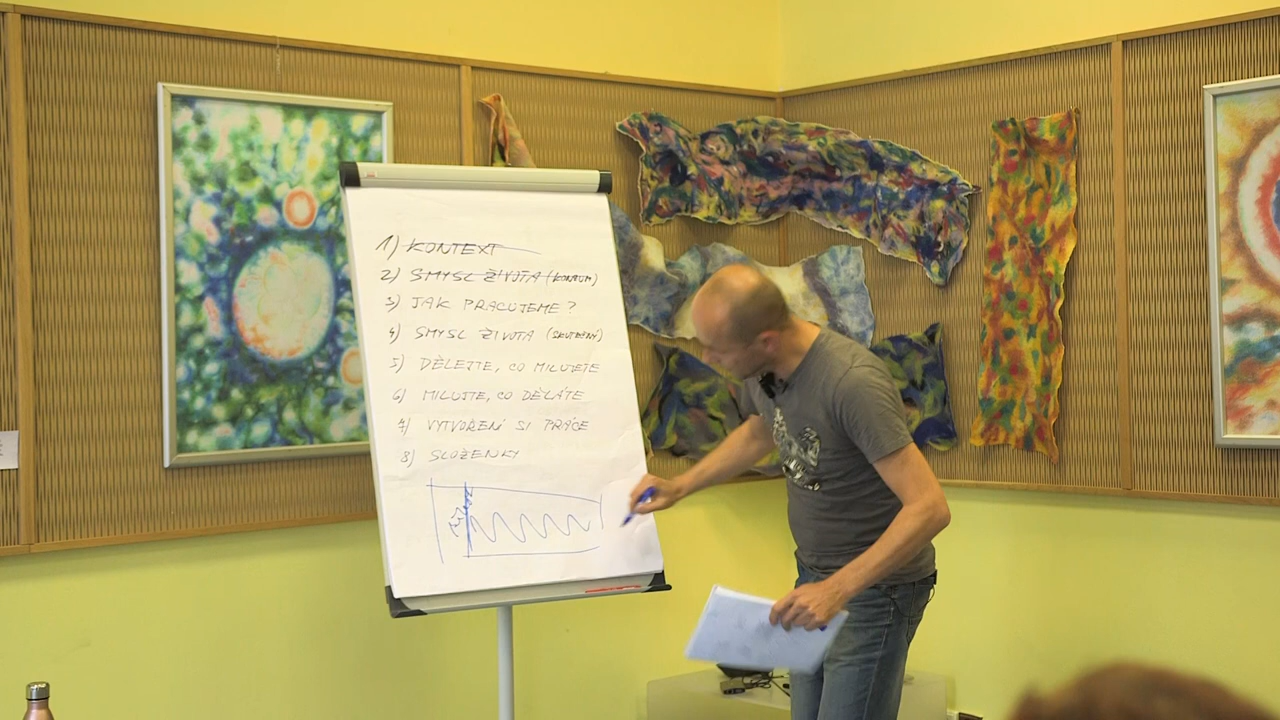 1) KONTEXT
2) SMYSL ŽIVOTA (KONZUM)
3) JAK PRACUJEME?
4) SMYSL ŽIVOTA (SKUTEČNÝ)
5) DĚLEJTE, CO MILUJETE
6) MILUJTE, CO DĚLÁTE
7) VYTVOŘENÍ SI PRÁCE
8) SLOŽENKY